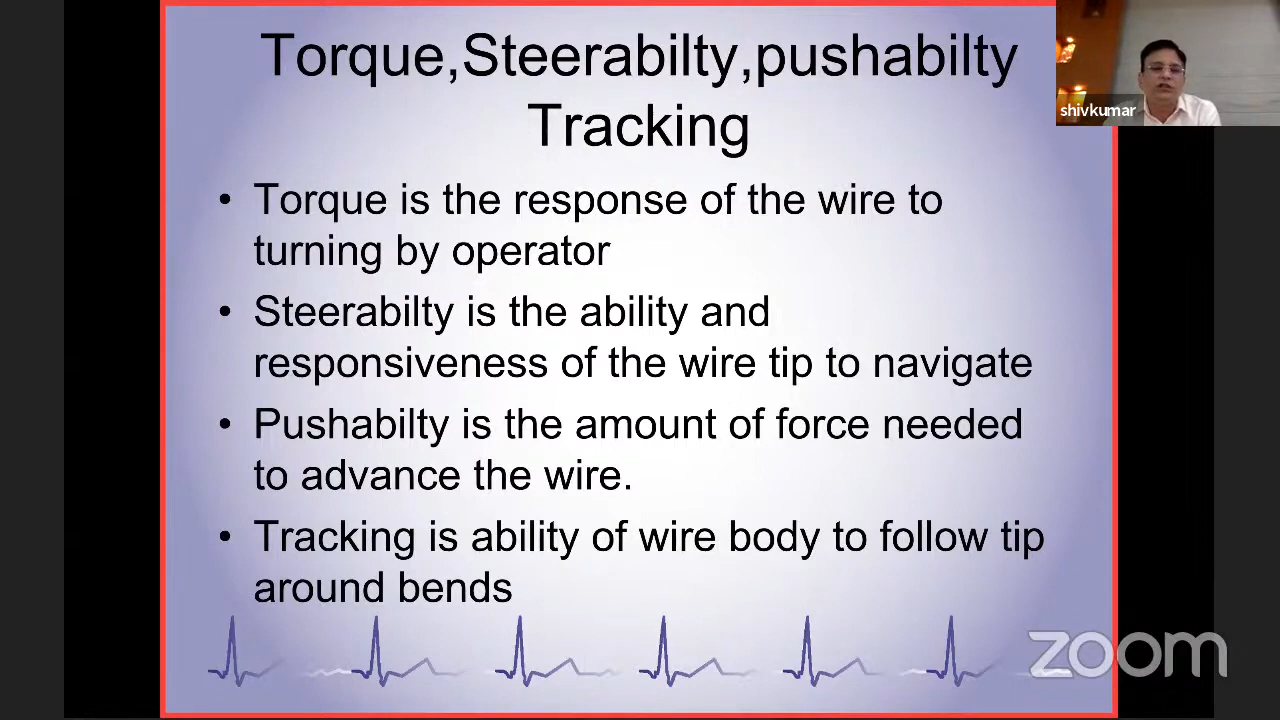 Torque,Steerabilty,pushabilty
Tracking
shivkumar
• Torque is the response of the wire to
turning by operator
• Steerabilty is the ability and
responsiveness of the wire tip to navigate
• Pushabilty is the amount of force needed
to advance the wire.
• Tracking is ability of wire body to follow tip
around bends
zoom